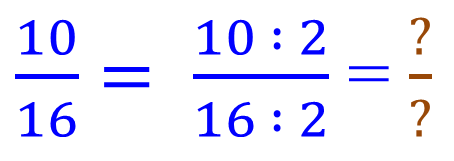 10/16 = (10 : 2)/(16 : 2) = ?/?